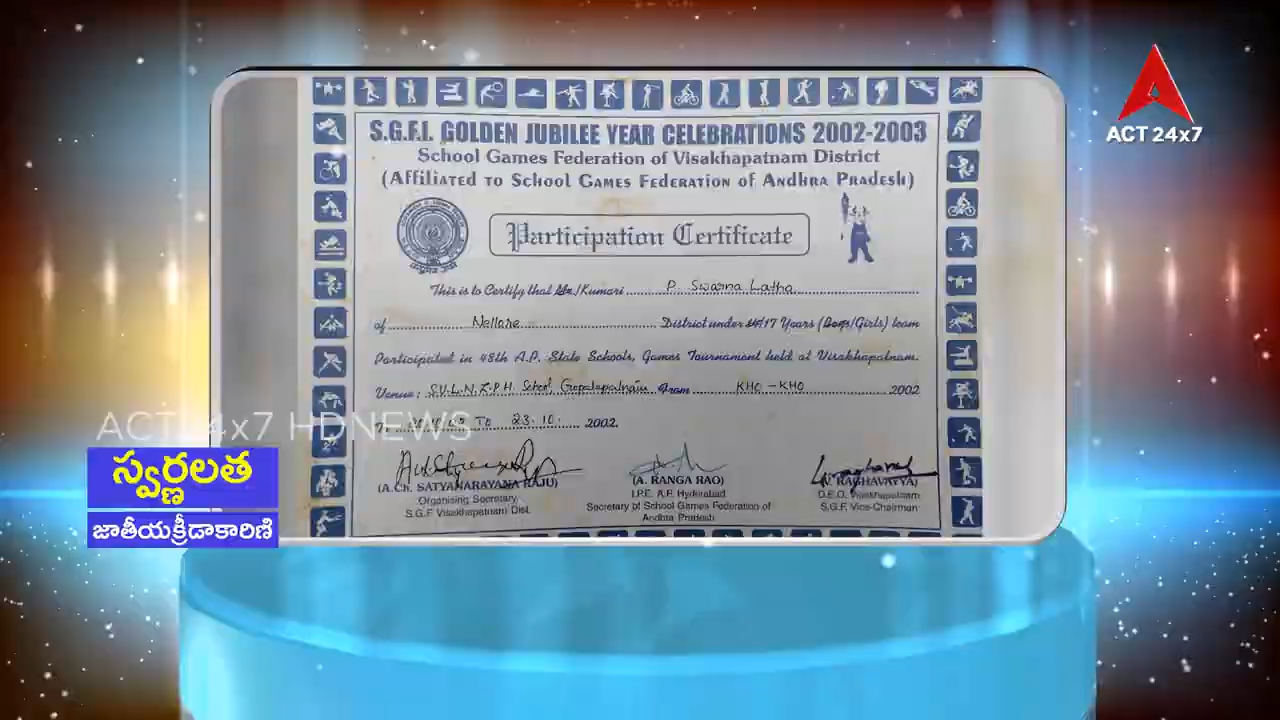 ACT 24x7
S.G.F.I. GOLDEN JUBILEE YEAR CELEBRATIONS 2002-2003
School Games Federation of Visakhapatnam District
(Affiliated to School Games Federation of Andhra Pradesh)
Participation Certificate
This is to Certify that Mr./Kumari P. Swarna Latha
of Nellore District under 14/17 Years (Boys/Girls) team
Participated in 48th A.P. State Schools, Games Tournament held at Visakhapatnam.
Venue : S.V.L.N.Z.P.H. School, Gopalapatnam From KHO-KHO 2002
To 23.10. 2002.
ACT 24x7 HDNEWS
స్వర్ణలత
జాతీయక్రీడాకారిణి
(A.Ch. SATYANARAYANA RAJU)
Organising Secretary
S.G.F. Visakhapatnam Dist.
(A. RANGA RAO)
I.P.E. A.P. Hyderabad
Secretary of School Games Federation of
Andhra Pradesh
RAGHAVAYYA)
D.E.O. Visakhapatnam
S.G.F. Vice-Chairman